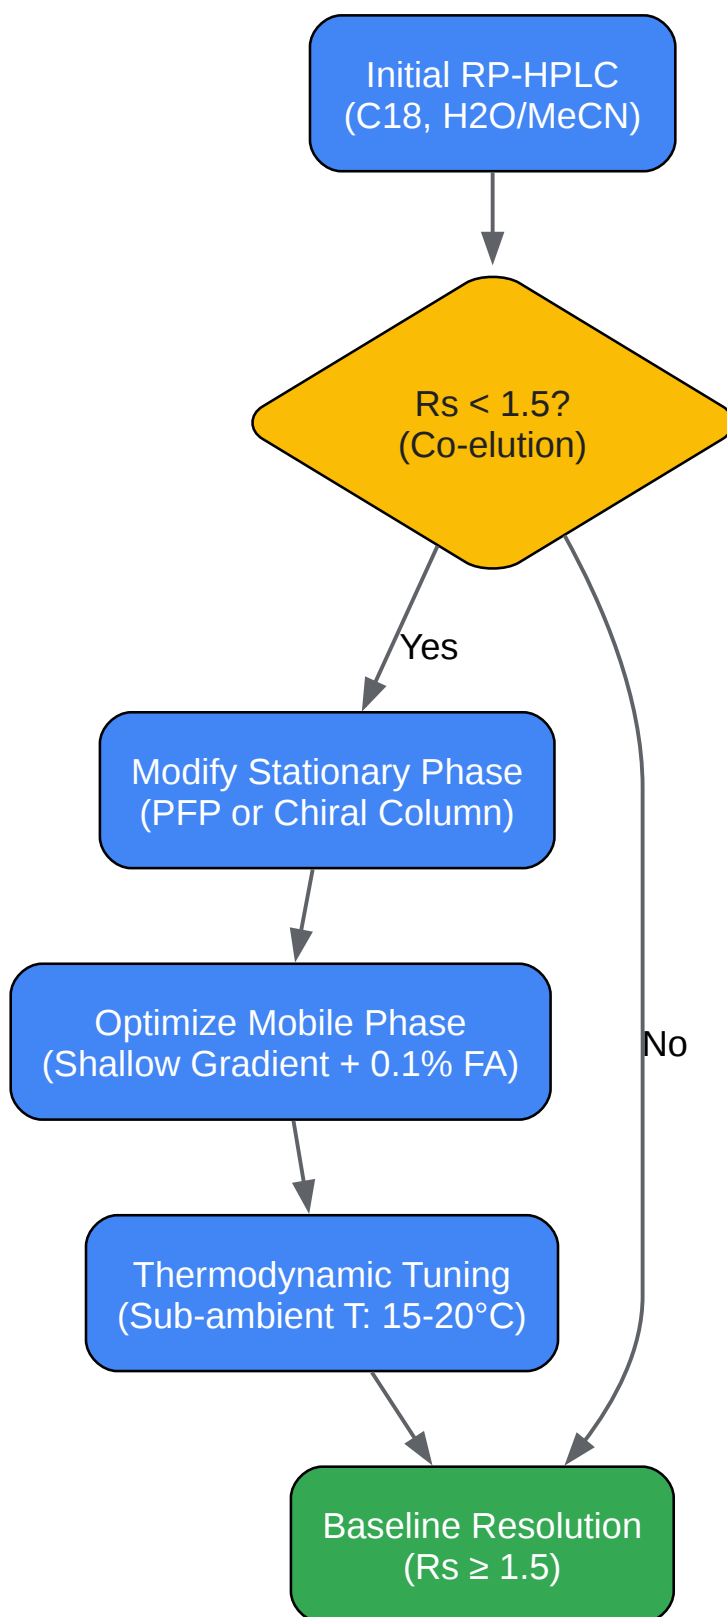 Initial RP-HPLC
(C18, H2O/MeCN)
Rs < 1.5?
(Co-elution)
Yes
Modify Stationary Phase
(PFP or Chiral Column)
Optimize Mobile Phase
(Shallow Gradient + 0.1% FA)
No
Thermodynamic Tuning
(Sub-ambient T: 15-20°C)
Baseline Resolution
(Rs ≥ 1.5)